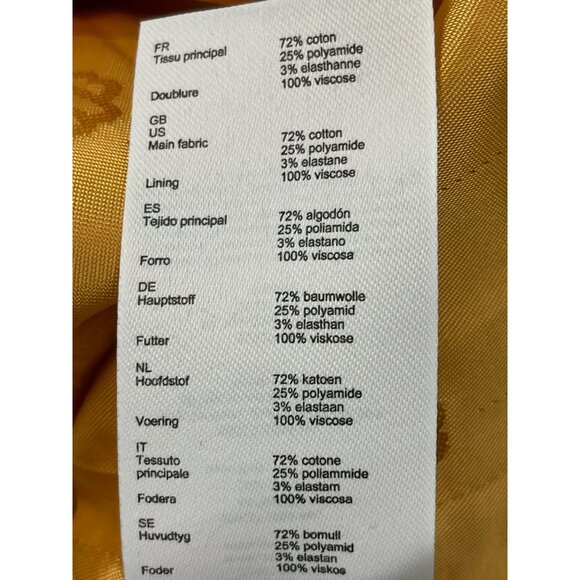 FR
Tissu principal 72% coton
25% polyamide
3% elasthanne
Doublure 100% viscose
GB
US
Main fabric 72% cotton
25% polyamide
3% elastane
Lining 100% viscose
ES
Tejido principal 72% algodón
25% poliamida
3% elastano
Forro 100% viscosa
DE
Hauptstoff 72% baumwolle
25% polyamid
3% elasthan
Futter 100% viskose
NL
Hoofdstof 72% katoen
25% polyamide
3% elastaan
Voering 100% viscose
IT
Tessuto 72% cotone
principale 25% poliammide
3% elastam
Fodera 100% viscosa
SE
Huvudtyg 72% bomull
25% polyamid
3% elastan
Foder 100% viskos